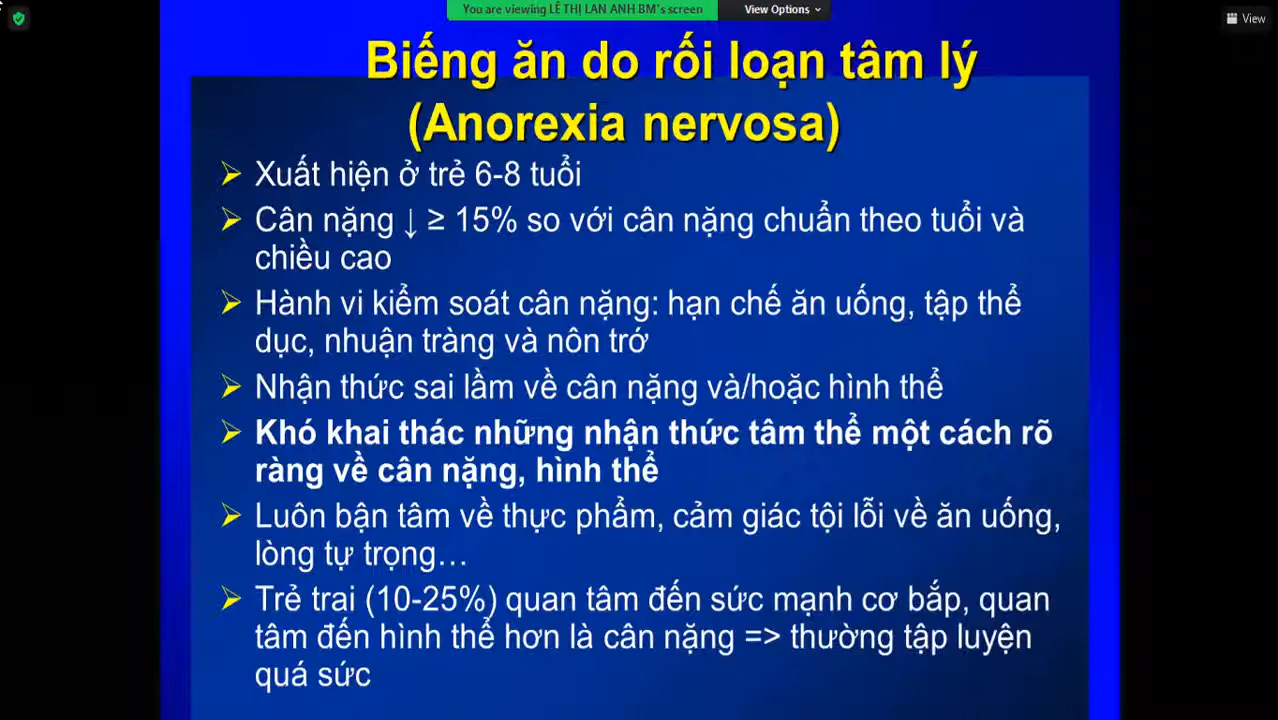 You are viewing LÊ THỊ LAN ANH BM's screen
View Options
View
Biếng ăn do rối loạn tâm lý
(Anorexia nervosa)
Xuất hiện ở trẻ 6-8 tuổi
Cân nặng ↓ ≥ 15% so với cân nặng chuẩn theo tuổi và
chiều cao
Hành vi kiểm soát cân nặng: hạn chế ăn uống, tập thể
dục, nhuận tràng và nôn trớ
Nhận thức sai lầm về cân nặng và/hoặc hình thể
Khó khai thác những nhận thức tâm thể một cách rõ
ràng về cân nặng, hình thể
Luôn bận tâm về thực phẩm, cảm giác tội lỗi về ăn uống,
lòng tự trọng…
Trẻ trai (10-25%) quan tâm đến sức mạnh cơ bắp, quan
tâm đến hình thể hơn là cân nặng => thường tập luyện
quá sức